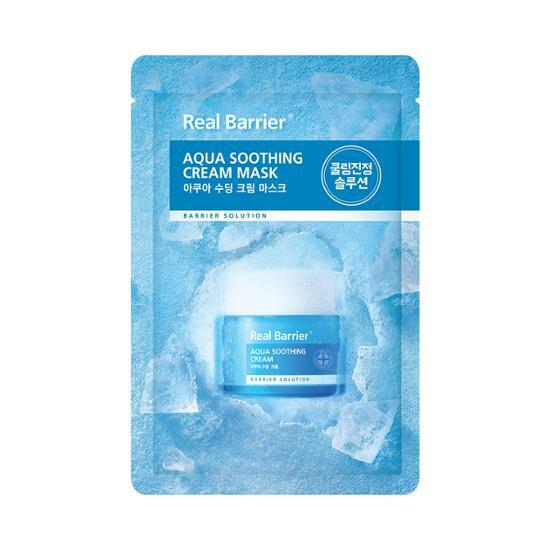 Real Barrier®
AQUA SOOTHING
CREAM MASK
아쿠아 수딩 크림 마스크
쿨링진정
솔루션
BARRIER SOLUTION
Real Barrier®
AQUA SOOTHING
CREAM
아쿠아 수딩 크림
BARRIER SOLUTION